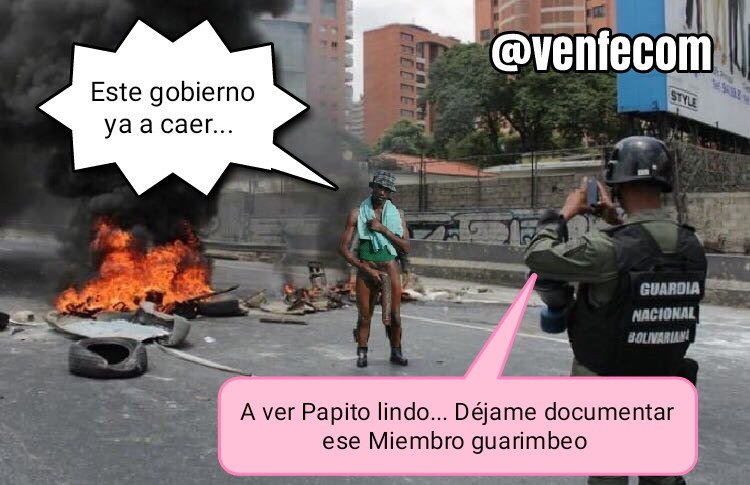 @venfecom
Este gobierno
ya a caer...
STYLE
GUARDIA
NACIONAL
BOLIVARIANA
A ver Papito lindo... Déjame documentar
ese Miembro guarimbeo